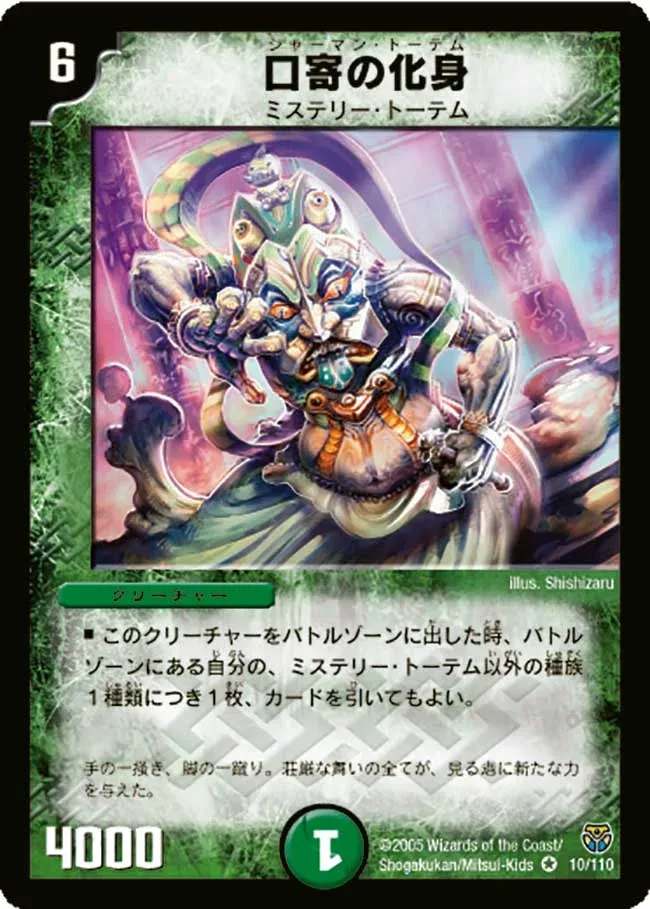 6
シャーマン・トーテム
口寄の化身
ミステリー・トーテム
illus. Shishizaru
クリーチャー
■ このクリーチャーをバトルゾーンに出した時、バトル
ゾーンにある自分の、ミステリー・トーテム以外の種族
1種類につき1枚、カードを引いてもよい。
手の一掻き、脚の一蹴り。荘厳な舞いの全てが、見る者に新たな力
を与えた。
4000
1
©2005 Wizards of the Coast/
Shogakukan/Mitsui-Kids
10/110